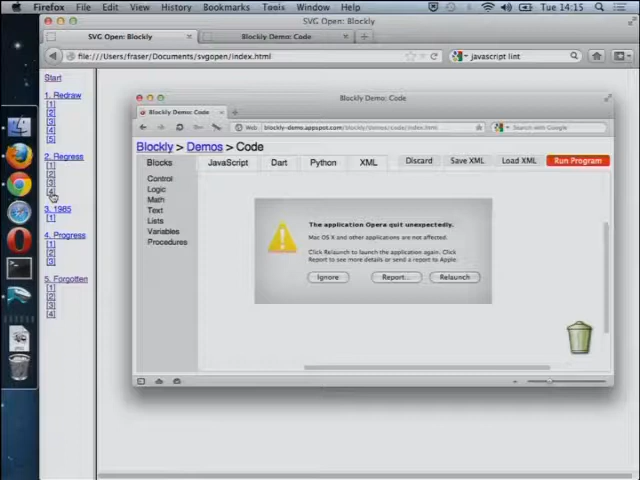 Firefox File Edit View History Bookmarks Tools Window Help Tue 14:15
SVG Open: Blockly
SVG Open: Blockly
Blockly Demo: Code
file:///Users/fraser/Documents/svgopen/index.html
javascript lint
Start
1. Redraw
[1]
[2]
[3]
[4]
[5]
2. Regress
[1]
[2]
[3]
[4]
3. 1985
[1]
4. Progress
[1]
[2]
[3]
5. Forgotten
[1]
[2]
[3]
[4]
Blockly Demo: Code
Blockly Demo: Code
Web blockly-demo.appspot.com/blockly/demos/code/index.html
Search with Google
Blockly > Demos > Code
Blocks JavaScript Dart Python XML Discard Save XML Load XML Run Program
Control
Logic
Math
Text
Lists
Variables
Procedures
The application Opera quit unexpectedly.
Mac OS X and other applications are not affected.
Click Relaunch to launch the application again. Click
Report to see more details or send a report to Apple.
Ignore Report... Relaunch